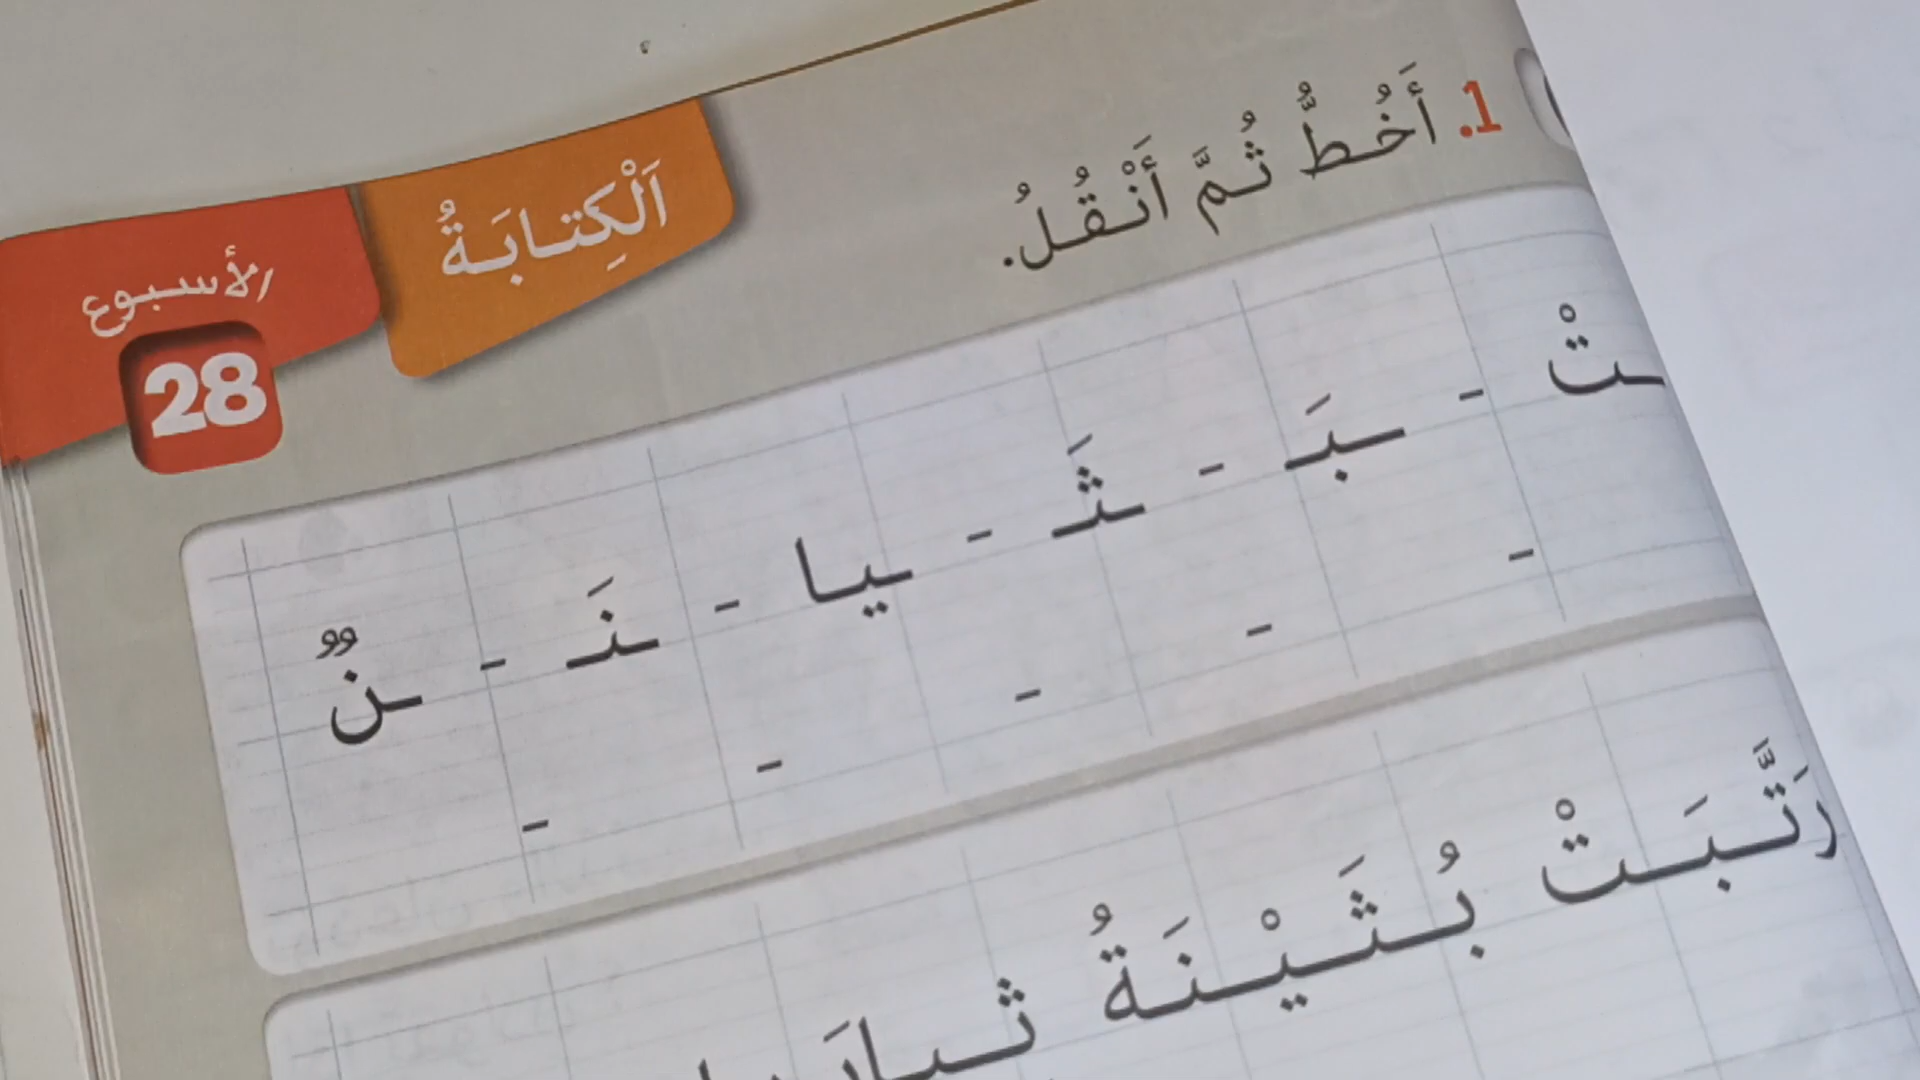 1. أَخُطُّ ثُمَّ أَنْقُلُ.
اَلْكِتابَةُ
الأسبوع
28
ـتْ - ـبَـ - ـثَـ - ـيا - ـنَـ - ـنٌ
- - - - -
رَتَّبَتْ بُثَيْنَةُ